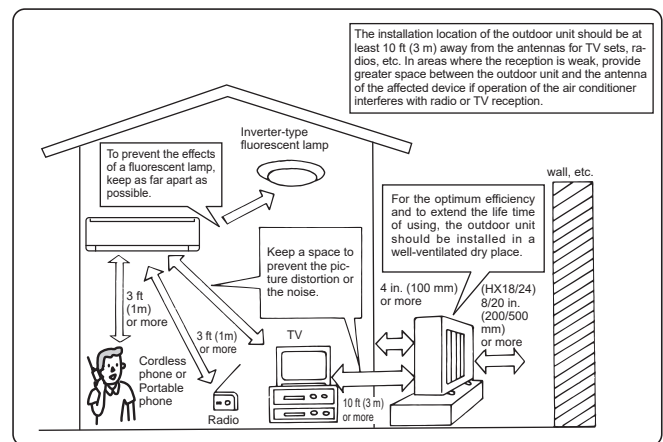 The installation location of the outdoor unit should be at
least 10 ft (3 m) away from the antennas for TV sets, ra-
dios, etc. In areas where the reception is weak, provide
greater space between the outdoor unit and the antenna
of the affected device if operation of the air conditioner
interferes with radio or TV reception.
Inverter-type
fluorescent lamp
To prevent the effects
of a fluorescent lamp,
keep as far apart as
possible.
wall, etc.
For the optimum efficiency
and to extend the life time
of using, the outdoor unit
should be installed in a
well-ventilated dry place.
Keep a space to
prevent the pic-
ture distortion or
the noise.
4 in. (100 mm)
or more
(HX18/24)
8/20 in.
(200/500
mm)
or more
3 ft
(1m)
or more
3 ft (1m)
or more
TV
Cordless
phone or
Portable
phone
Radio
10 ft (3 m)
or more